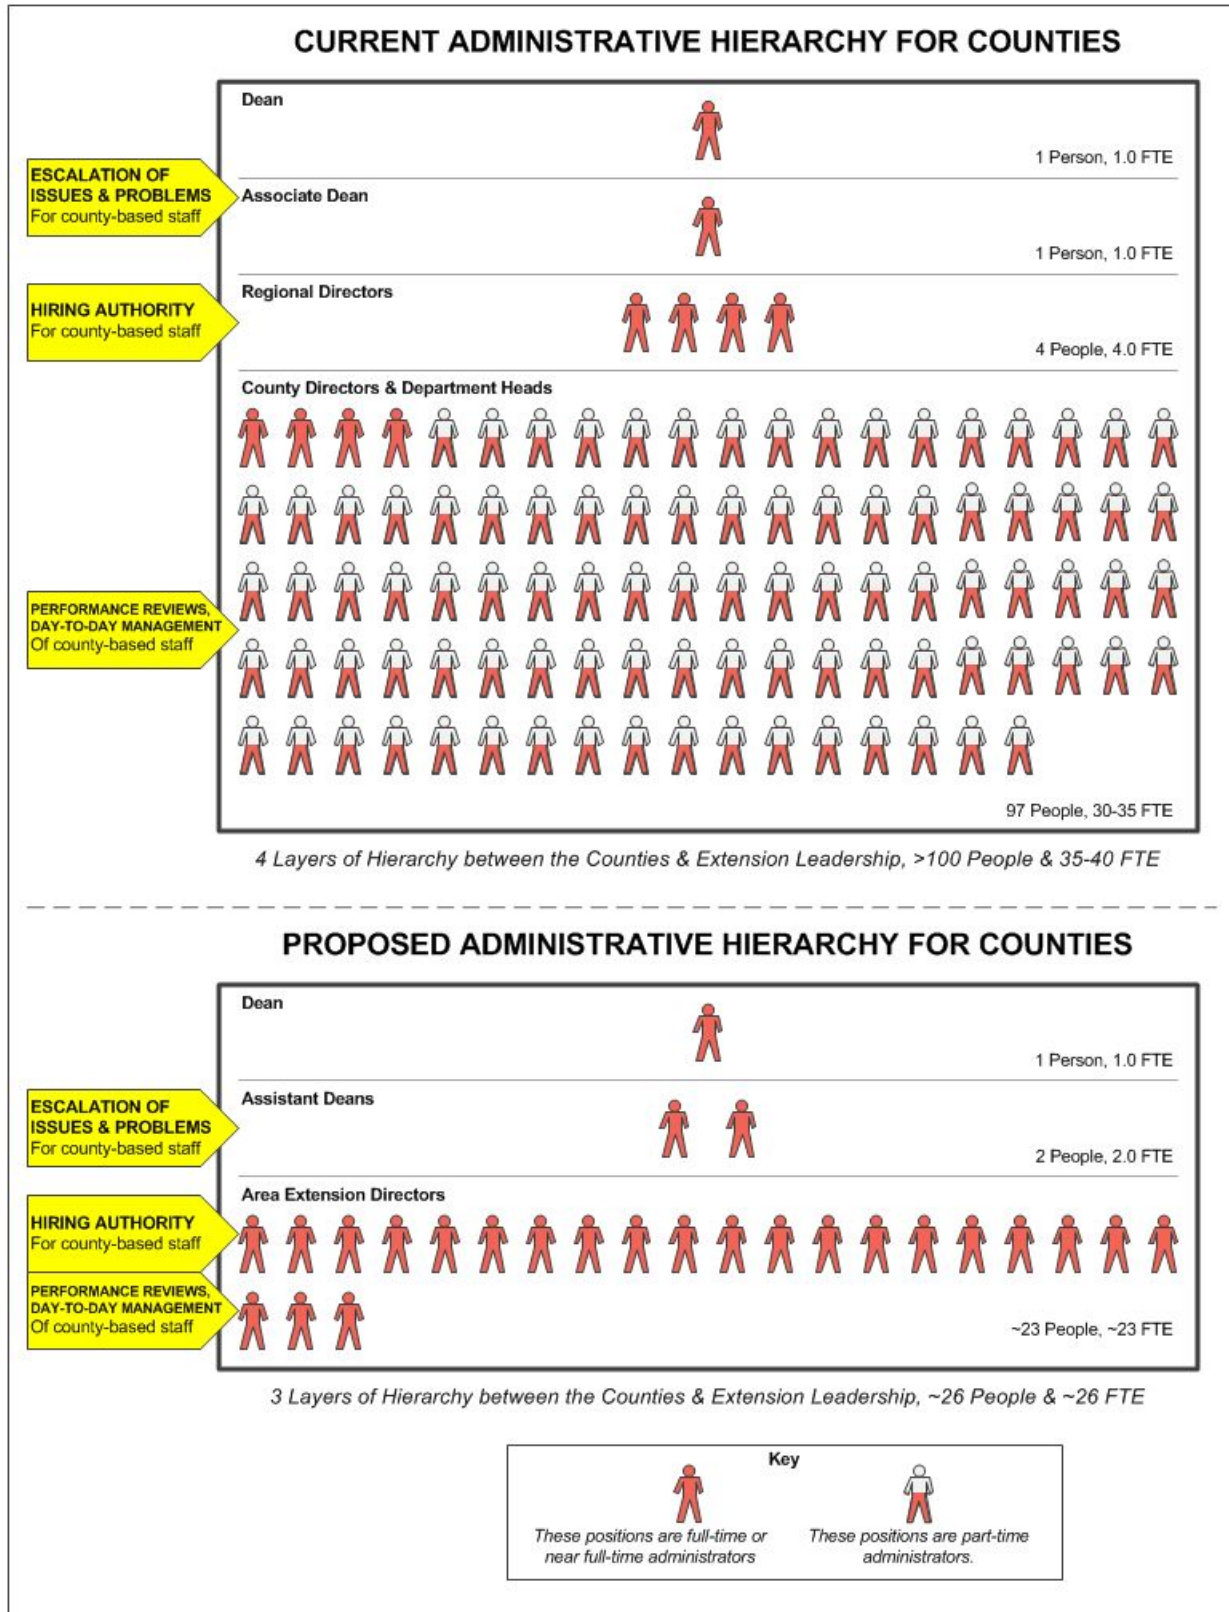 CURRENT ADMINISTRATIVE HIERARCHY FOR COUNTIES
Dean
1 Person, 1.0 FTE
ESCALATION OF
ISSUES & PROBLEMS
For county-based staff
Associate Dean
1 Person, 1.0 FTE
HIRING AUTHORITY
For county-based staff
Regional Directors
4 People, 4.0 FTE
County Directors & Department Heads
PERFORMANCE REVIEWS,
DAY-TO-DAY MANAGEMENT
Of county-based staff
97 People, 30-35 FTE
4 Layers of Hierarchy between the Counties & Extension Leadership, >100 People & 35-40 FTE
PROPOSED ADMINISTRATIVE HIERARCHY FOR COUNTIES
Dean
1 Person, 1.0 FTE
ESCALATION OF
ISSUES & PROBLEMS
For county-based staff
Assistant Deans
2 People, 2.0 FTE
Area Extension Directors
HIRING AUTHORITY
For county-based staff
PERFORMANCE REVIEWS,
DAY-TO-DAY MANAGEMENT
Of county-based staff
~23 People, ~23 FTE
3 Layers of Hierarchy between the Counties & Extension Leadership, ~26 People & ~26 FTE
Key
These positions are full-time or
near full-time administrators
These positions are part-time
administrators.